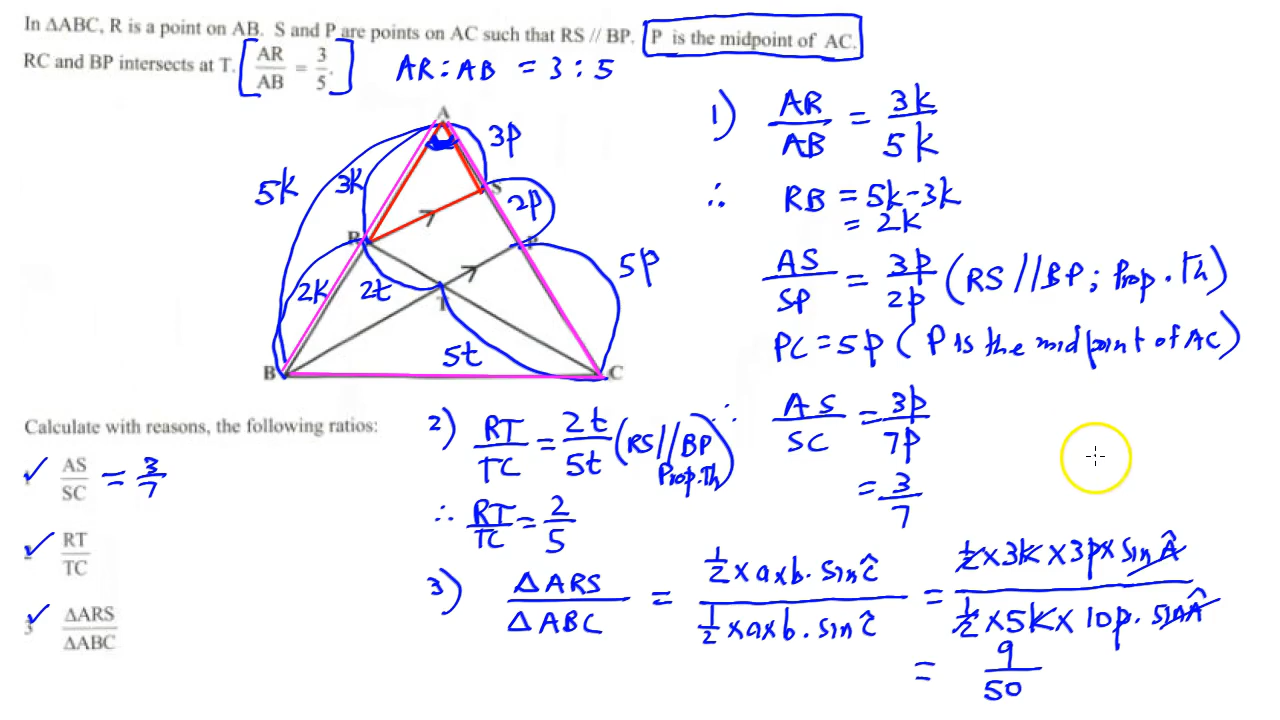 In ΔABC, R is a point on AB. S and P are points on AC such that RS // BP. P is the midpoint of AC.
RC and BP intersects at T. AR/AB = 3/5.
AR : AB = 3 : 5
A
3p
5k
3k
S
2p
R
P
5p
2k
2t
T
5t
B
C
1) AR/AB = 3k/5k
∴ RB = 5k-3k
= 2k
AS/SP = 3p/2p (RS//BP; Prop. Th)
PC = 5p (P is the midpoint of AC)
∴ AS/SC = 3p/7p
= 3/7
Calculate with reasons, the following ratios:
✓ AS/SC = 3/7
✓ RT/TC
3 ✓ ΔARS/ΔABC
2) RT/TC = 2t/5t (RS//BP Prop. Th)
∴ RT/TC = 2/5
3) ΔARS/ΔABC = ½ × a × b . sin Ĉ / ½ × a × b . sin Ĉ = ½ × 3k × 3p × sin  / ½ × 5k × 10p . sin Â
= 9/50